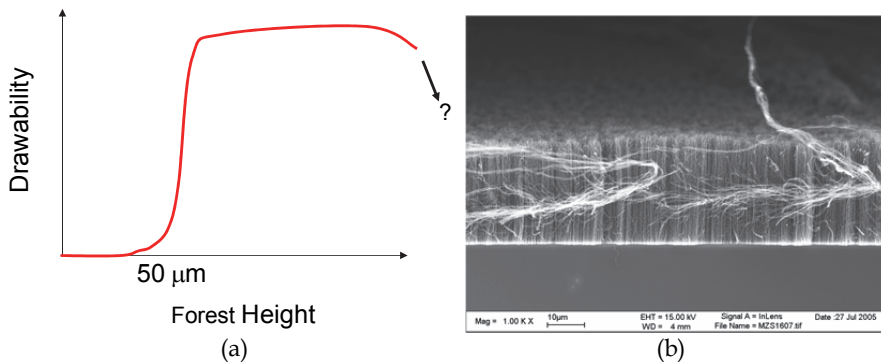 Drawability
?
50 μm
Forest Height
(a)
Mag = 1.00 K X
10µm
EHT = 15.00 kV
WD = 4 mm
Signal A = InLens
File Name = MZS1607.tif
Date :27 Jul 2005
(b)